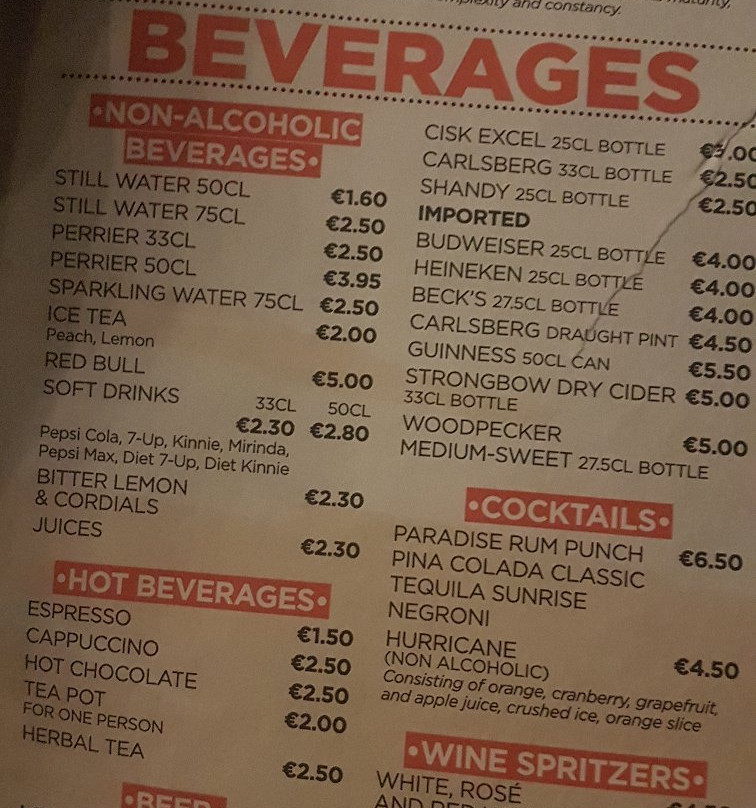 and constancy.
BEVERAGES
•NON-ALCOHOLIC
BEVERAGES•
STILL WATER 50CL €1.60
STILL WATER 75CL €2.50
PERRIER 33CL €2.50
PERRIER 50CL €3.95
SPARKLING WATER 75CL €2.50
ICE TEA €2.00
Peach, Lemon
RED BULL €5.00
SOFT DRINKS 33CL 50CL
€2.30 €2.80
Pepsi Cola, 7-Up, Kinnie, Mirinda,
Pepsi Max, Diet 7-Up, Diet Kinnie
BITTER LEMON
& CORDIALS €2.30
JUICES €2.30
•HOT BEVERAGES•
ESPRESSO €1.50
CAPPUCCINO €2.50
HOT CHOCOLATE €2.50
TEA POT €2.00
FOR ONE PERSON
HERBAL TEA €2.50
•BEER
CISK EXCEL 25CL BOTTLE €3.00
CARLSBERG 33CL BOTTLE €2.50
SHANDY 25CL BOTTLE €2.50
IMPORTED
BUDWEISER 25CL BOTTLE €4.00
HEINEKEN 25CL BOTTLE €4.00
BECK'S 27.5CL BOTTLE €4.00
CARLSBERG DRAUGHT PINT €4.50
GUINNESS 50CL CAN €5.50
STRONGBOW DRY CIDER €5.00
33CL BOTTLE
WOODPECKER €5.00
MEDIUM-SWEET 27.5CL BOTTLE
•COCKTAILS•
PARADISE RUM PUNCH €6.50
PINA COLADA CLASSIC
TEQUILA SUNRISE
NEGRONI
HURRICANE €4.50
(NON ALCOHOLIC)
Consisting of orange, cranberry, grapefruit,
and apple juice, crushed ice, orange slice
•WINE SPRITZERS•
WHITE, ROSÉ
AND RED